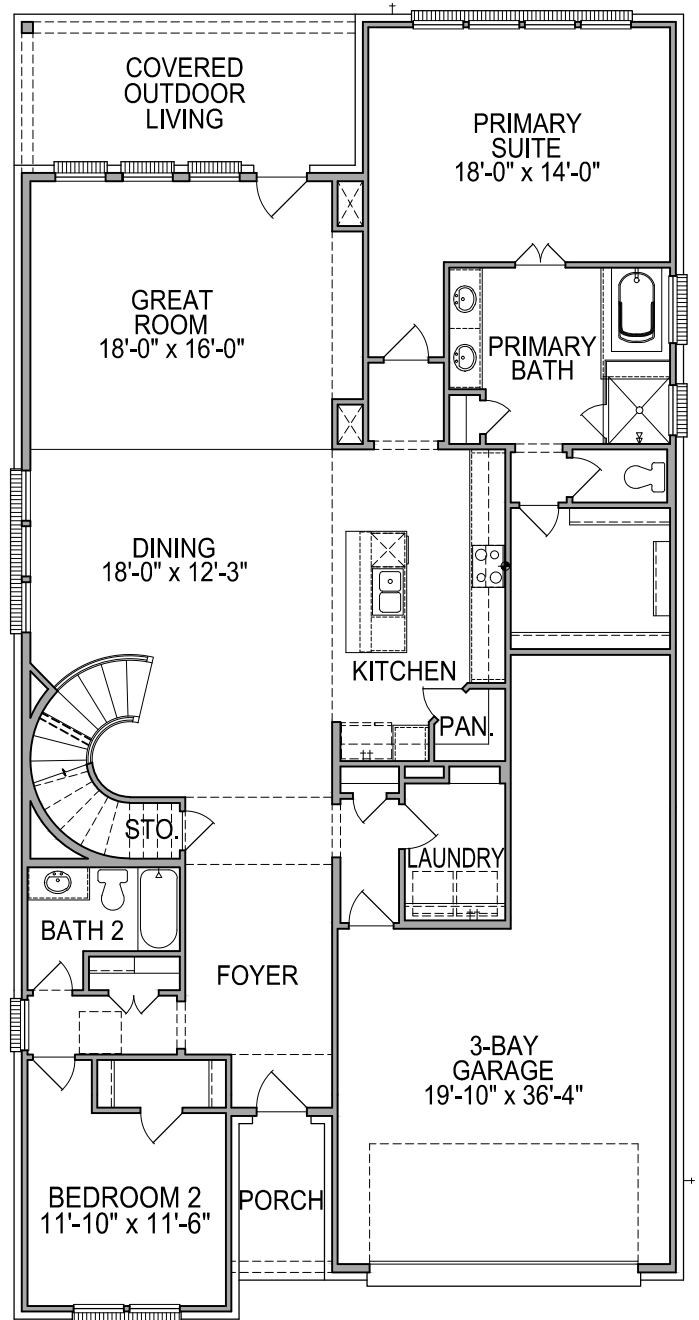 COVERED
OUTDOOR
LIVING
PRIMARY
SUITE
18'-0" x 14'-0"
GREAT
ROOM
18'-0" x 16'-0"
PRIMARY
BATH
DINING
18'-0" x 12'-3"
KITCHEN
PAN.
STO.
LAUNDRY
BATH 2
FOYER
3-BAY
GARAGE
19'-10" x 36'-4"
BEDROOM 2
11'-10" x 11'-6"
PORCH